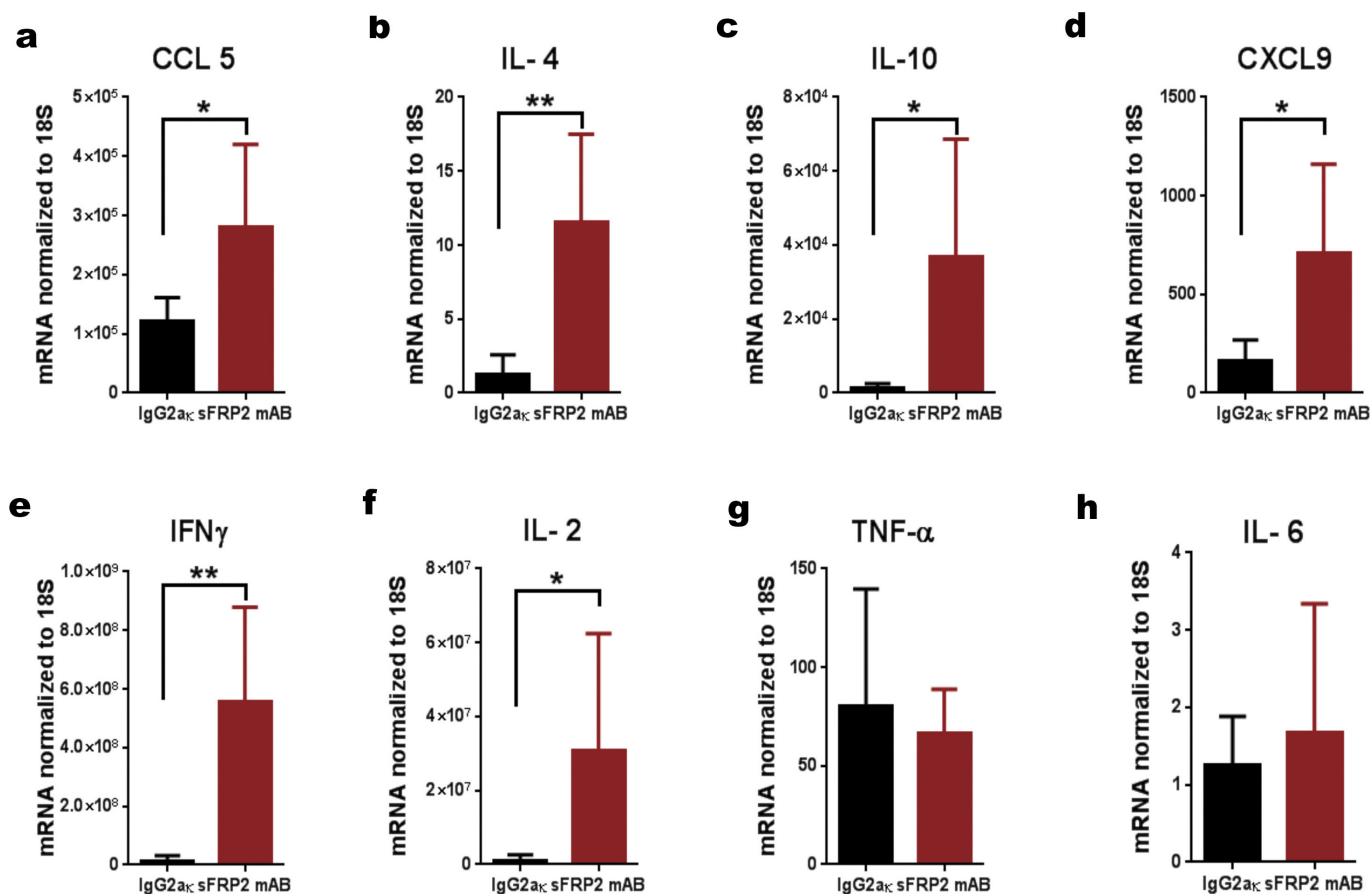 a
CCL 5
mRNA normalized to 18S
5×10⁵
4×10⁵
3×10⁵
2×10⁵
1×10⁵
0
*
IgG2aκ sFRP2 mAB
b
IL- 4
mRNA normalized to 18S
20
15
10
5
0
**
IgG2aκ sFRP2 mAB
c
IL-10
mRNA normalized to 18S
8×10⁴
6×10⁴
4×10⁴
2×10⁴
0
*
IgG2aκ sFRP2 mAB
d
CXCL9
mRNA normalized to 18S
1500
1000
500
0
*
IgG2aκ sFRP2 mAB
e
IFNγ
mRNA normalized to 18S
1.0×10⁹
8.0×10⁸
6.0×10⁸
4.0×10⁸
2.0×10⁸
0
**
IgG2aκ sFRP2 mAB
f
IL- 2
mRNA normalized to 18S
8×10⁷
6×10⁷
4×10⁷
2×10⁷
0
*
IgG2aκ sFRP2 mAB
g
TNF-α
mRNA normalized to 18S
150
100
50
0
IgG2aκ sFRP2 mAB
h
IL- 6
mRNA normalized to 18S
4
3
2
1
0
IgG2aκ sFRP2 mAB